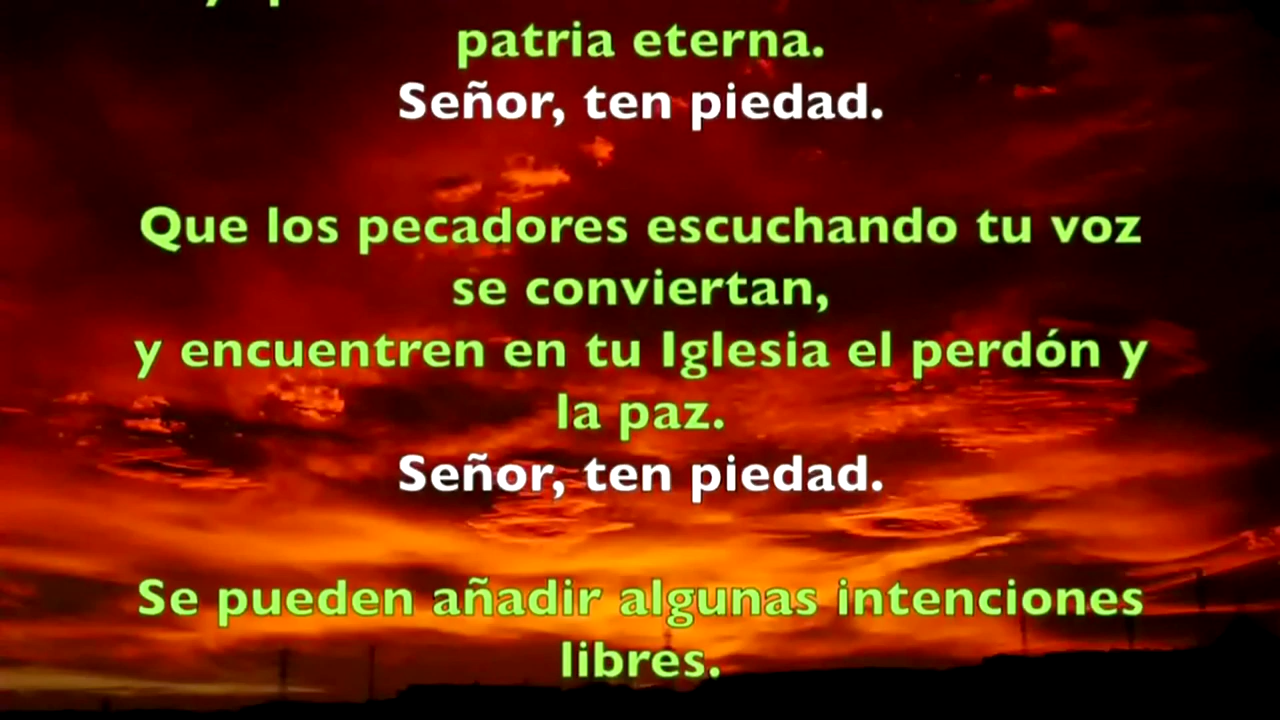 patria eterna.
Señor, ten piedad.
Que los pecadores escuchando tu voz
se conviertan,
y encuentren en tu Iglesia el perdón y
la paz.
Señor, ten piedad.
Se pueden añadir algunas intenciones
libres.